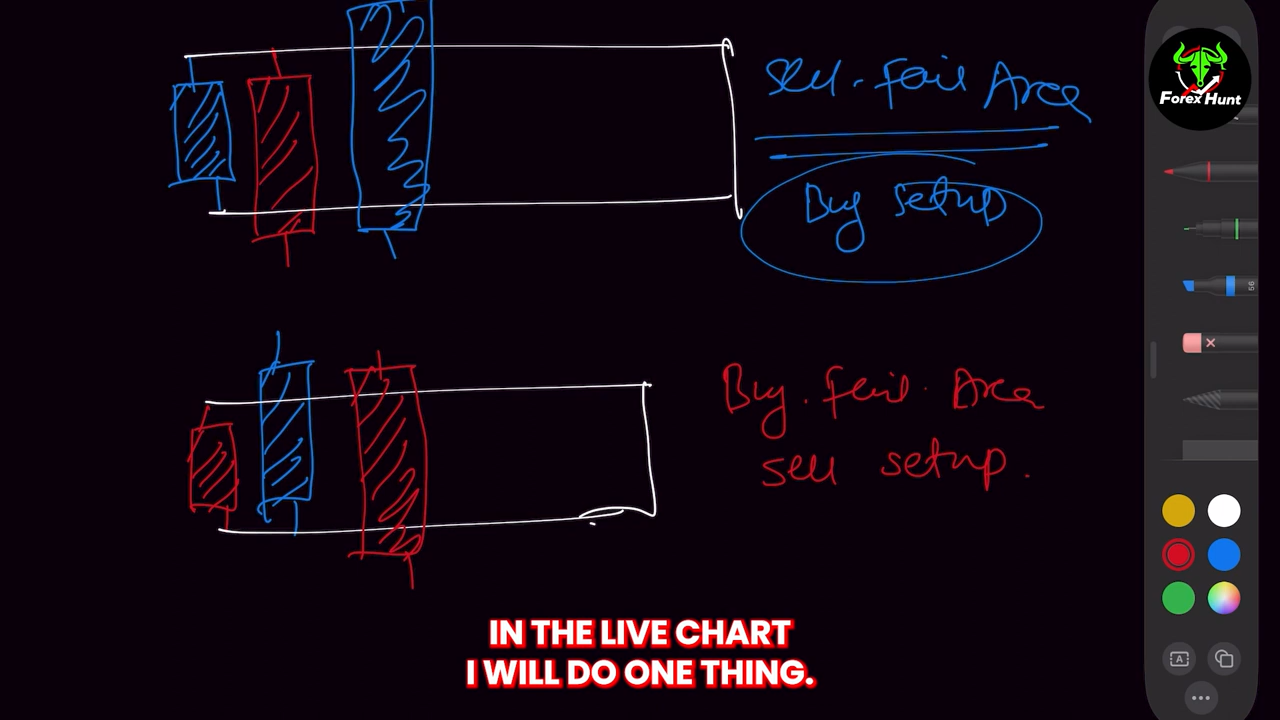 Sell. Fail Area
Forex Hunt
Buy setup
Buy. Fail. Area
sell setup.
IN THE LIVE CHART
I WILL DO ONE THING.
A